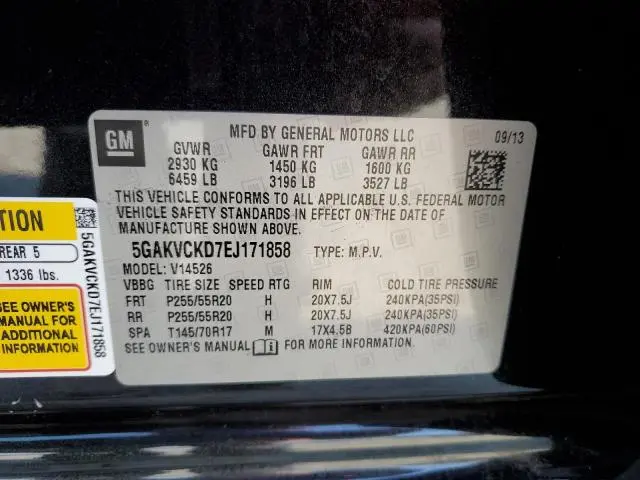 GM
®
MFD BY GENERAL MOTORS LLC 09/13
GVWR GAWR FRT GAWR RR
2930 KG 1450 KG 1600 KG
6459 LB 3196 LB 3527 LB
THIS VEHICLE CONFORMS TO ALL APPLICABLE U.S. FEDERAL MOTOR
VEHICLE SAFETY STANDARDS IN EFFECT ON THE DATE OF
MANUFACTURE SHOWN ABOVE.
5GAKVCKD7EJ171858 TYPE: M.P.V.
MODEL: V14526
VBBG TIRE SIZE SPEED RTG RIM COLD TIRE PRESSURE
FRT P255/55R20 H 20X7.5J 240KPA(35PSI)
RR P255/55R20 H 20X7.5J 240KPA(35PSI)
SPA T145/70R17 M 17X4.5B 420KPA(60PSI)
SEE OWNER'S MANUAL FOR MORE INFORMATION.
TION
REAR 5
1336 lbs.
SEE OWNER'S
MANUAL FOR
ADDITIONAL
INFORMATION
5GAKVCKD7EJ171858